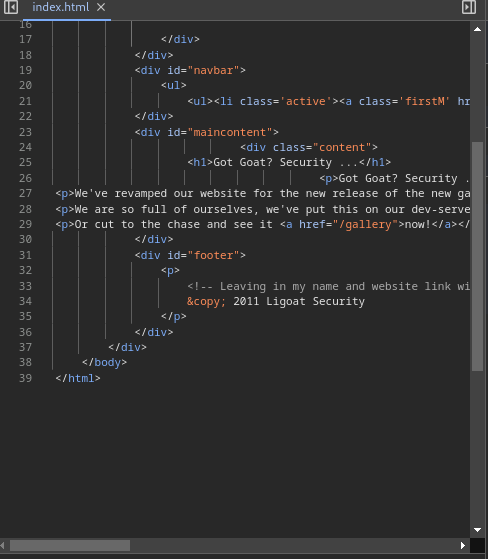 index.html ×
16
17 </div>
18 </div>
19 <div id="navbar">
20 <ul>
21 <ul><li class='active'><a class='firstM' hr
22 </div>
23 <div id="maincontent">
24 <div class="content">
25 <h1>Got Goat? Security ...</h1>
26 <p>Got Goat? Security .
27 <p>We've revamped our website for the new release of the new ga
28 <p>We are so full of ourselves, we've put this on our dev-serve
29 <p>Or cut to the chase and see it <a href="/gallery">now!</a></
30 </div>
31 <div id="footer">
32 <p>
33 <!-- Leaving in my name and website link wi
34 &copy; 2011 Ligoat Security
35 </p>
36 </div>
37 </div>
38 </body>
39 </html>